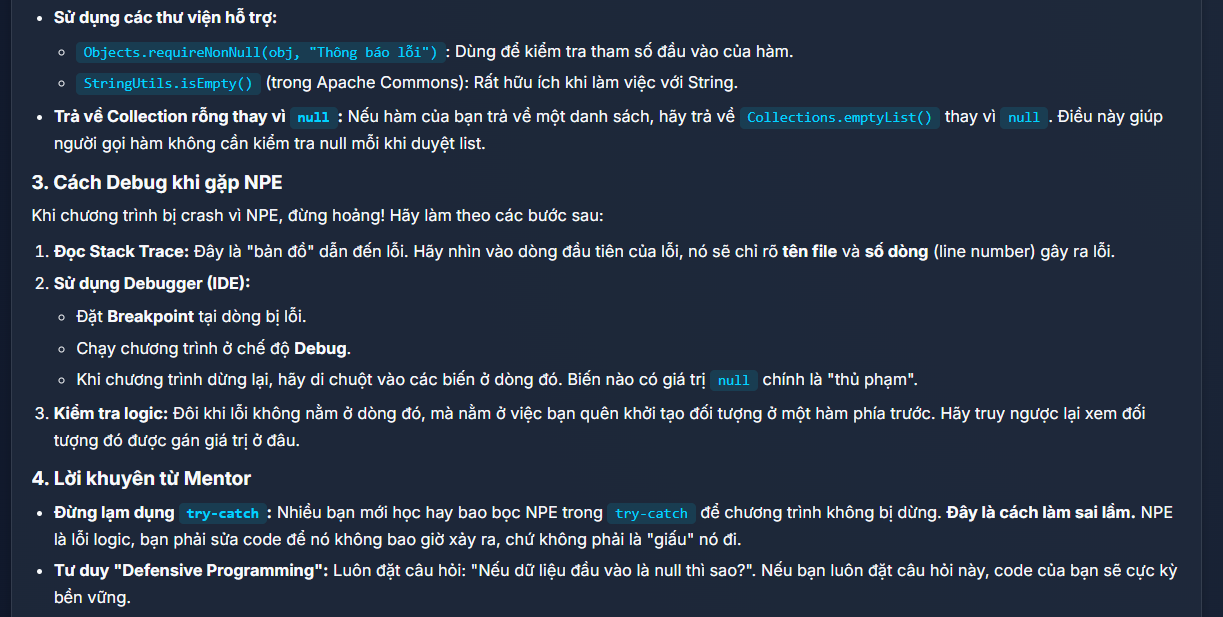 • Sử dụng các thư viện hỗ trợ:
◦ Objects.requireNonNull(obj, "Thông báo lỗi") : Dùng để kiểm tra tham số đầu vào của hàm.
◦ StringUtils.isEmpty() (trong Apache Commons): Rất hữu ích khi làm việc với String.
• Trả về Collection rỗng thay vì null : Nếu hàm của bạn trả về một danh sách, hãy trả về Collections.emptyList() thay vì null . Điều này giúp
người gọi hàm không cần kiểm tra null mỗi khi duyệt list.
3. Cách Debug khi gặp NPE
Khi chương trình bị crash vì NPE, đừng hoảng! Hãy làm theo các bước sau:
1. Đọc Stack Trace: Đây là "bản đồ" dẫn đến lỗi. Hãy nhìn vào dòng đầu tiên của lỗi, nó sẽ chỉ rõ tên file và số dòng (line number) gây ra lỗi.
2. Sử dụng Debugger (IDE):
◦ Đặt Breakpoint tại dòng bị lỗi.
◦ Chạy chương trình ở chế độ Debug.
◦ Khi chương trình dừng lại, hãy di chuột vào các biến ở dòng đó. Biến nào có giá trị null chính là "thủ phạm".
3. Kiểm tra logic: Đôi khi lỗi không nằm ở dòng đó, mà nằm ở việc bạn quên khởi tạo đối tượng ở một hàm phía trước. Hãy truy ngược lại xem đối
tượng đó được gán giá trị ở đâu.
4. Lời khuyên từ Mentor
• Đừng lạm dụng try-catch : Nhiều bạn mới học hay bao bọc NPE trong try-catch để chương trình không bị dừng. Đây là cách làm sai lầm. NPE
là lỗi logic, bạn phải sửa code để nó không bao giờ xảy ra, chứ không phải là "giấu" nó đi.
• Tư duy "Defensive Programming": Luôn đặt câu hỏi: "Nếu dữ liệu đầu vào là null thì sao?". Nếu bạn luôn đặt câu hỏi này, code của bạn sẽ cực kỳ
bền vững.